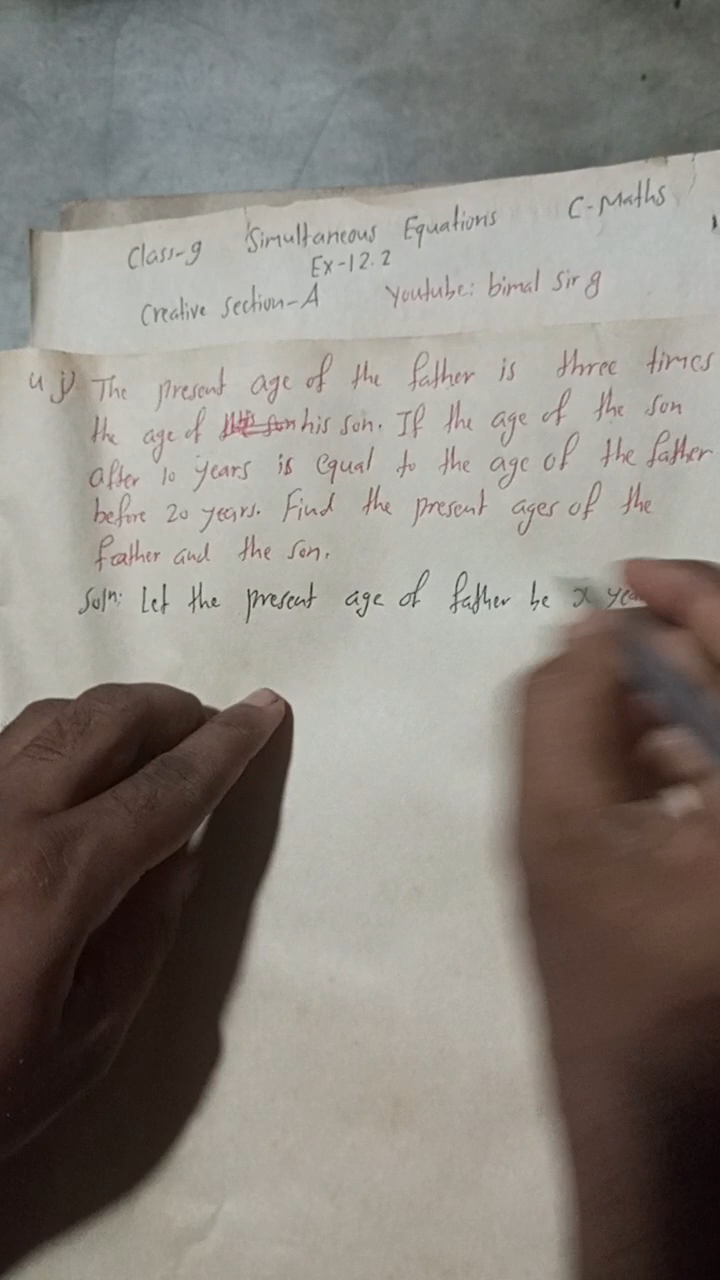 Class-9 Simultaneous Equations C-Maths
Ex-12.2
Creative Section-A Youtube: bimal Sir g
The present age of the father is three times
the age of his son. If the age of the son
after 10 years is equal to the age of the father
before 20 years. Find the present ages of the
father and the son.
Soln: Let the present age of father be x